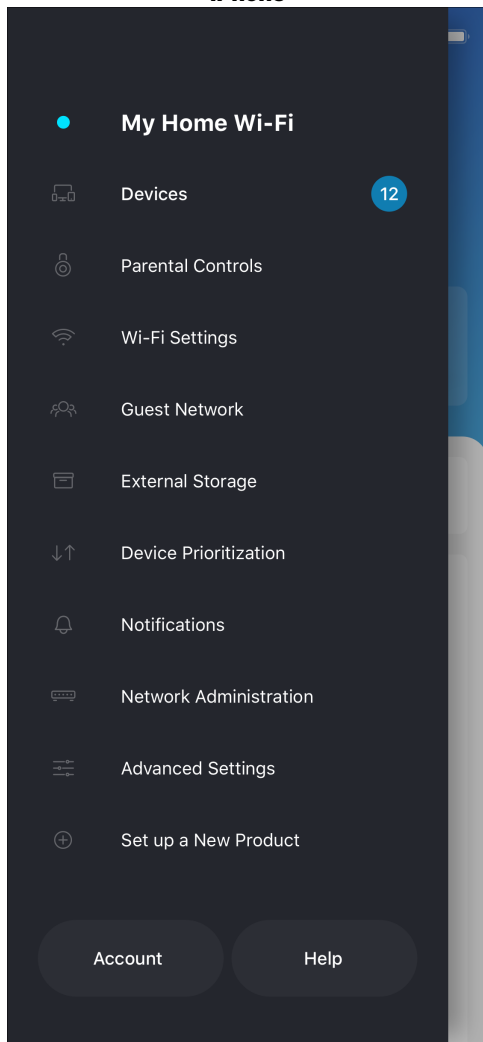 My Home Wi-Fi
Devices 12
Parental Controls
Wi-Fi Settings
Guest Network
External Storage
Device Prioritization
Notifications
Network Administration
Advanced Settings
Set up a New Product
Account Help